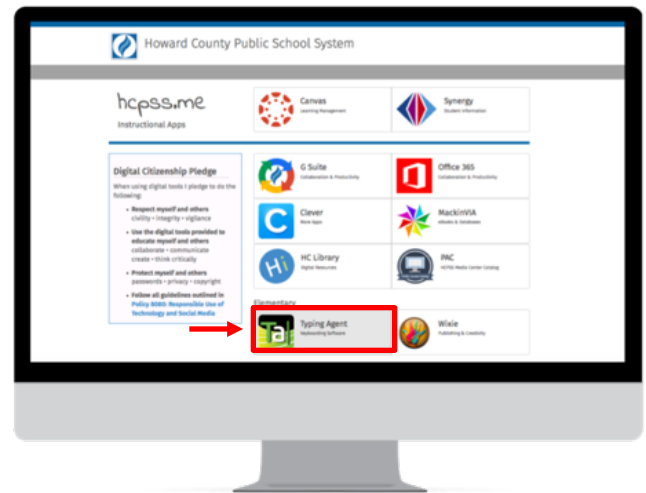 Howard County Public School System
hcpss.me
Instructional Apps
Canvas
Learning Management
Synergy
Student Information
Digital Citizenship Pledge
When using digital tools I pledge to do the
following:
• Respect myself and others
civility • integrity • vigilance
• Use the digital tools provided to
educate myself and others
collaborate • communicate
create • think critically
• Protect myself and others
passwords • privacy • copyright
• Follow all guidelines outlined in
Policy 8080: Responsible Use of
Technology and Social Media
G Suite
Collaboration & Productivity
Office 365
Collaboration & Productivity
C
Clever
More Apps
MackinVIA
eBooks & Databases
Hi
HC Library
Digital Resources
PAC
HCPSS Media Center Catalog
Elementary
Ta
Typing Agent
Keyboarding Software
Wixie
Publishing & Creativity